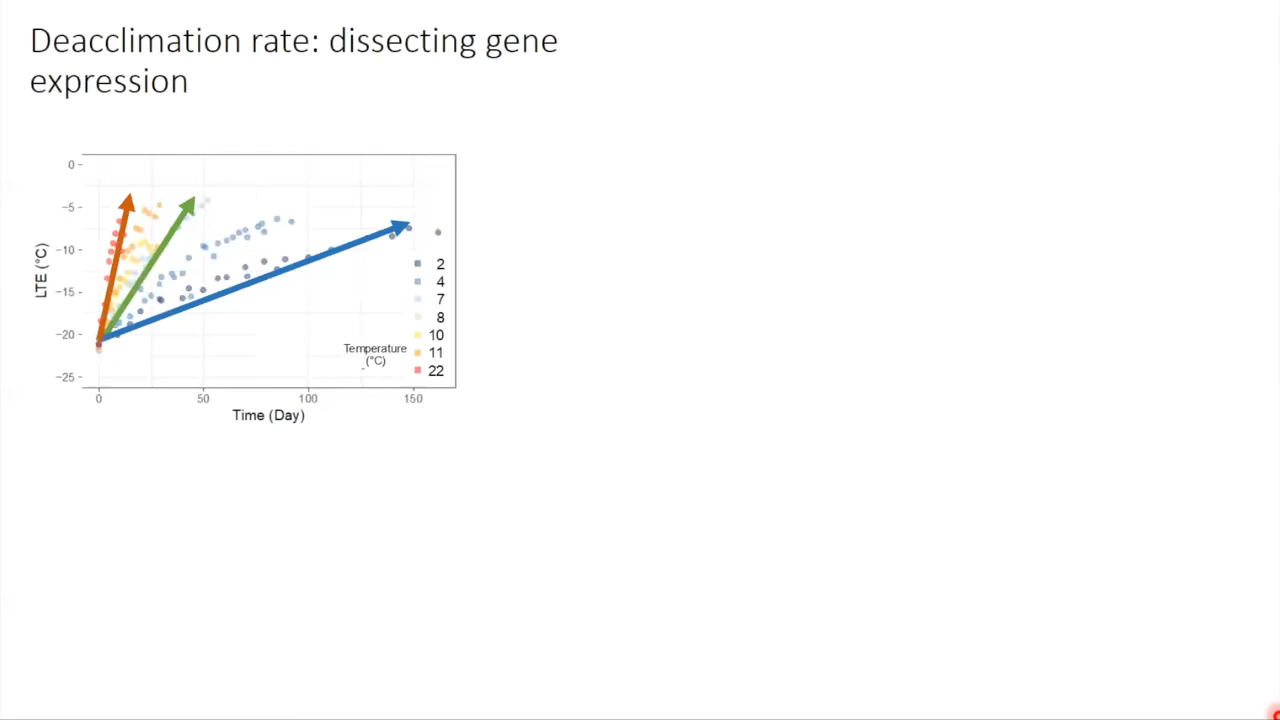 Deacclimation rate: dissecting gene
expression
0
−5
−10
−15
−20
−25
LTE (°C)
0 50 100 150
Time (Day)
Temperature
(°C)
2
4
7
8
10
11
22